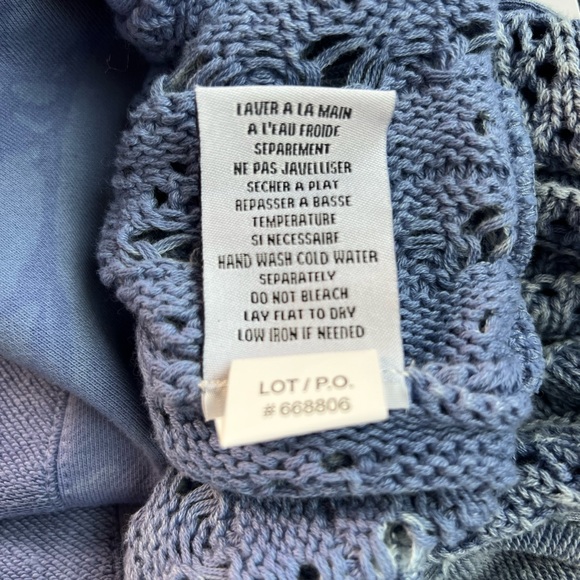 LAVER A LA MAIN
A L'EAU FROIDE
SEPAREMENT
NE PAS JAVELLISER
SECHER A PLAT
REPASSER A BASSE
TEMPERATURE
SI NECESSAIRE
HAND WASH COLD WATER
SEPARATELY
DO NOT BLEACH
LAY FLAT TO DRY
LOW IRON IF NEEDED
LOT / P.O.
# 668806